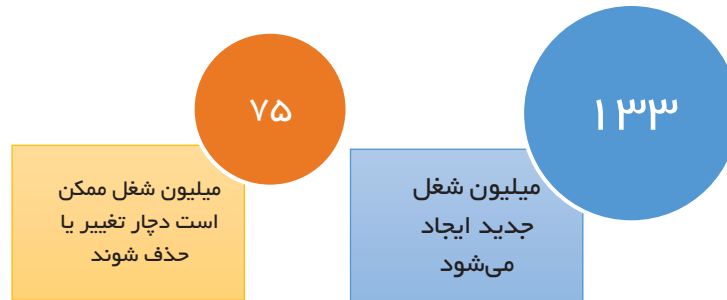 ۱۳۳
میلیون شغل
جدید ایجاد
می‌شود
۷۵
میلیون شغل ممکن
است دچار تغییر یا
حذف شوند